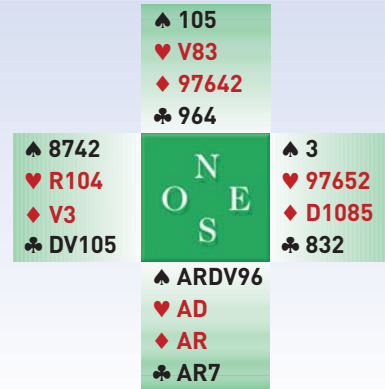 ♠ 105
♥ V83
♦ 97642
♣ 964
♠ 8742
♥ R104
♦ V3
♣ DV105
N
O E
S
♠ 3
♥ 97652
♦ D1085
♣ 832
♠ ARDV96
♥ AD
♦ AR
♣ AR7